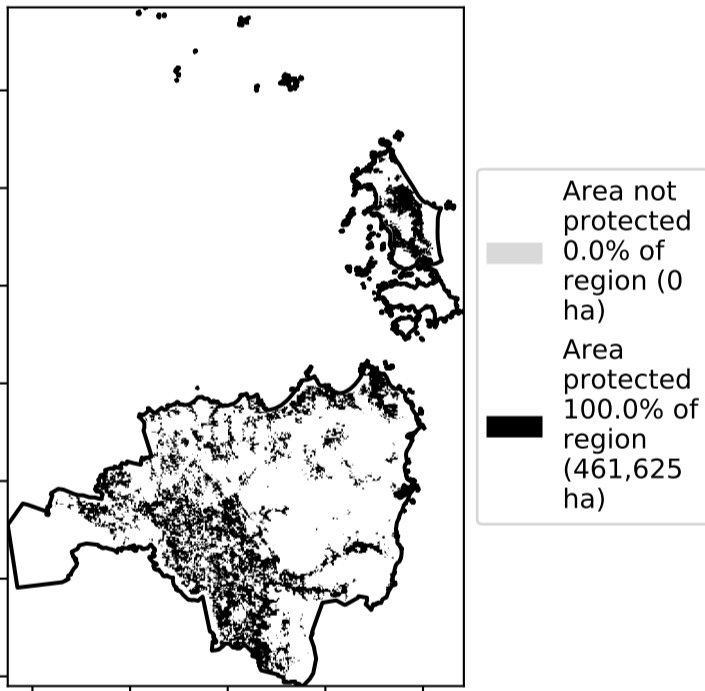 Area not
protected
0.0% of
region (0
ha)
Area
protected
100.0% of
region
(461,625
ha)